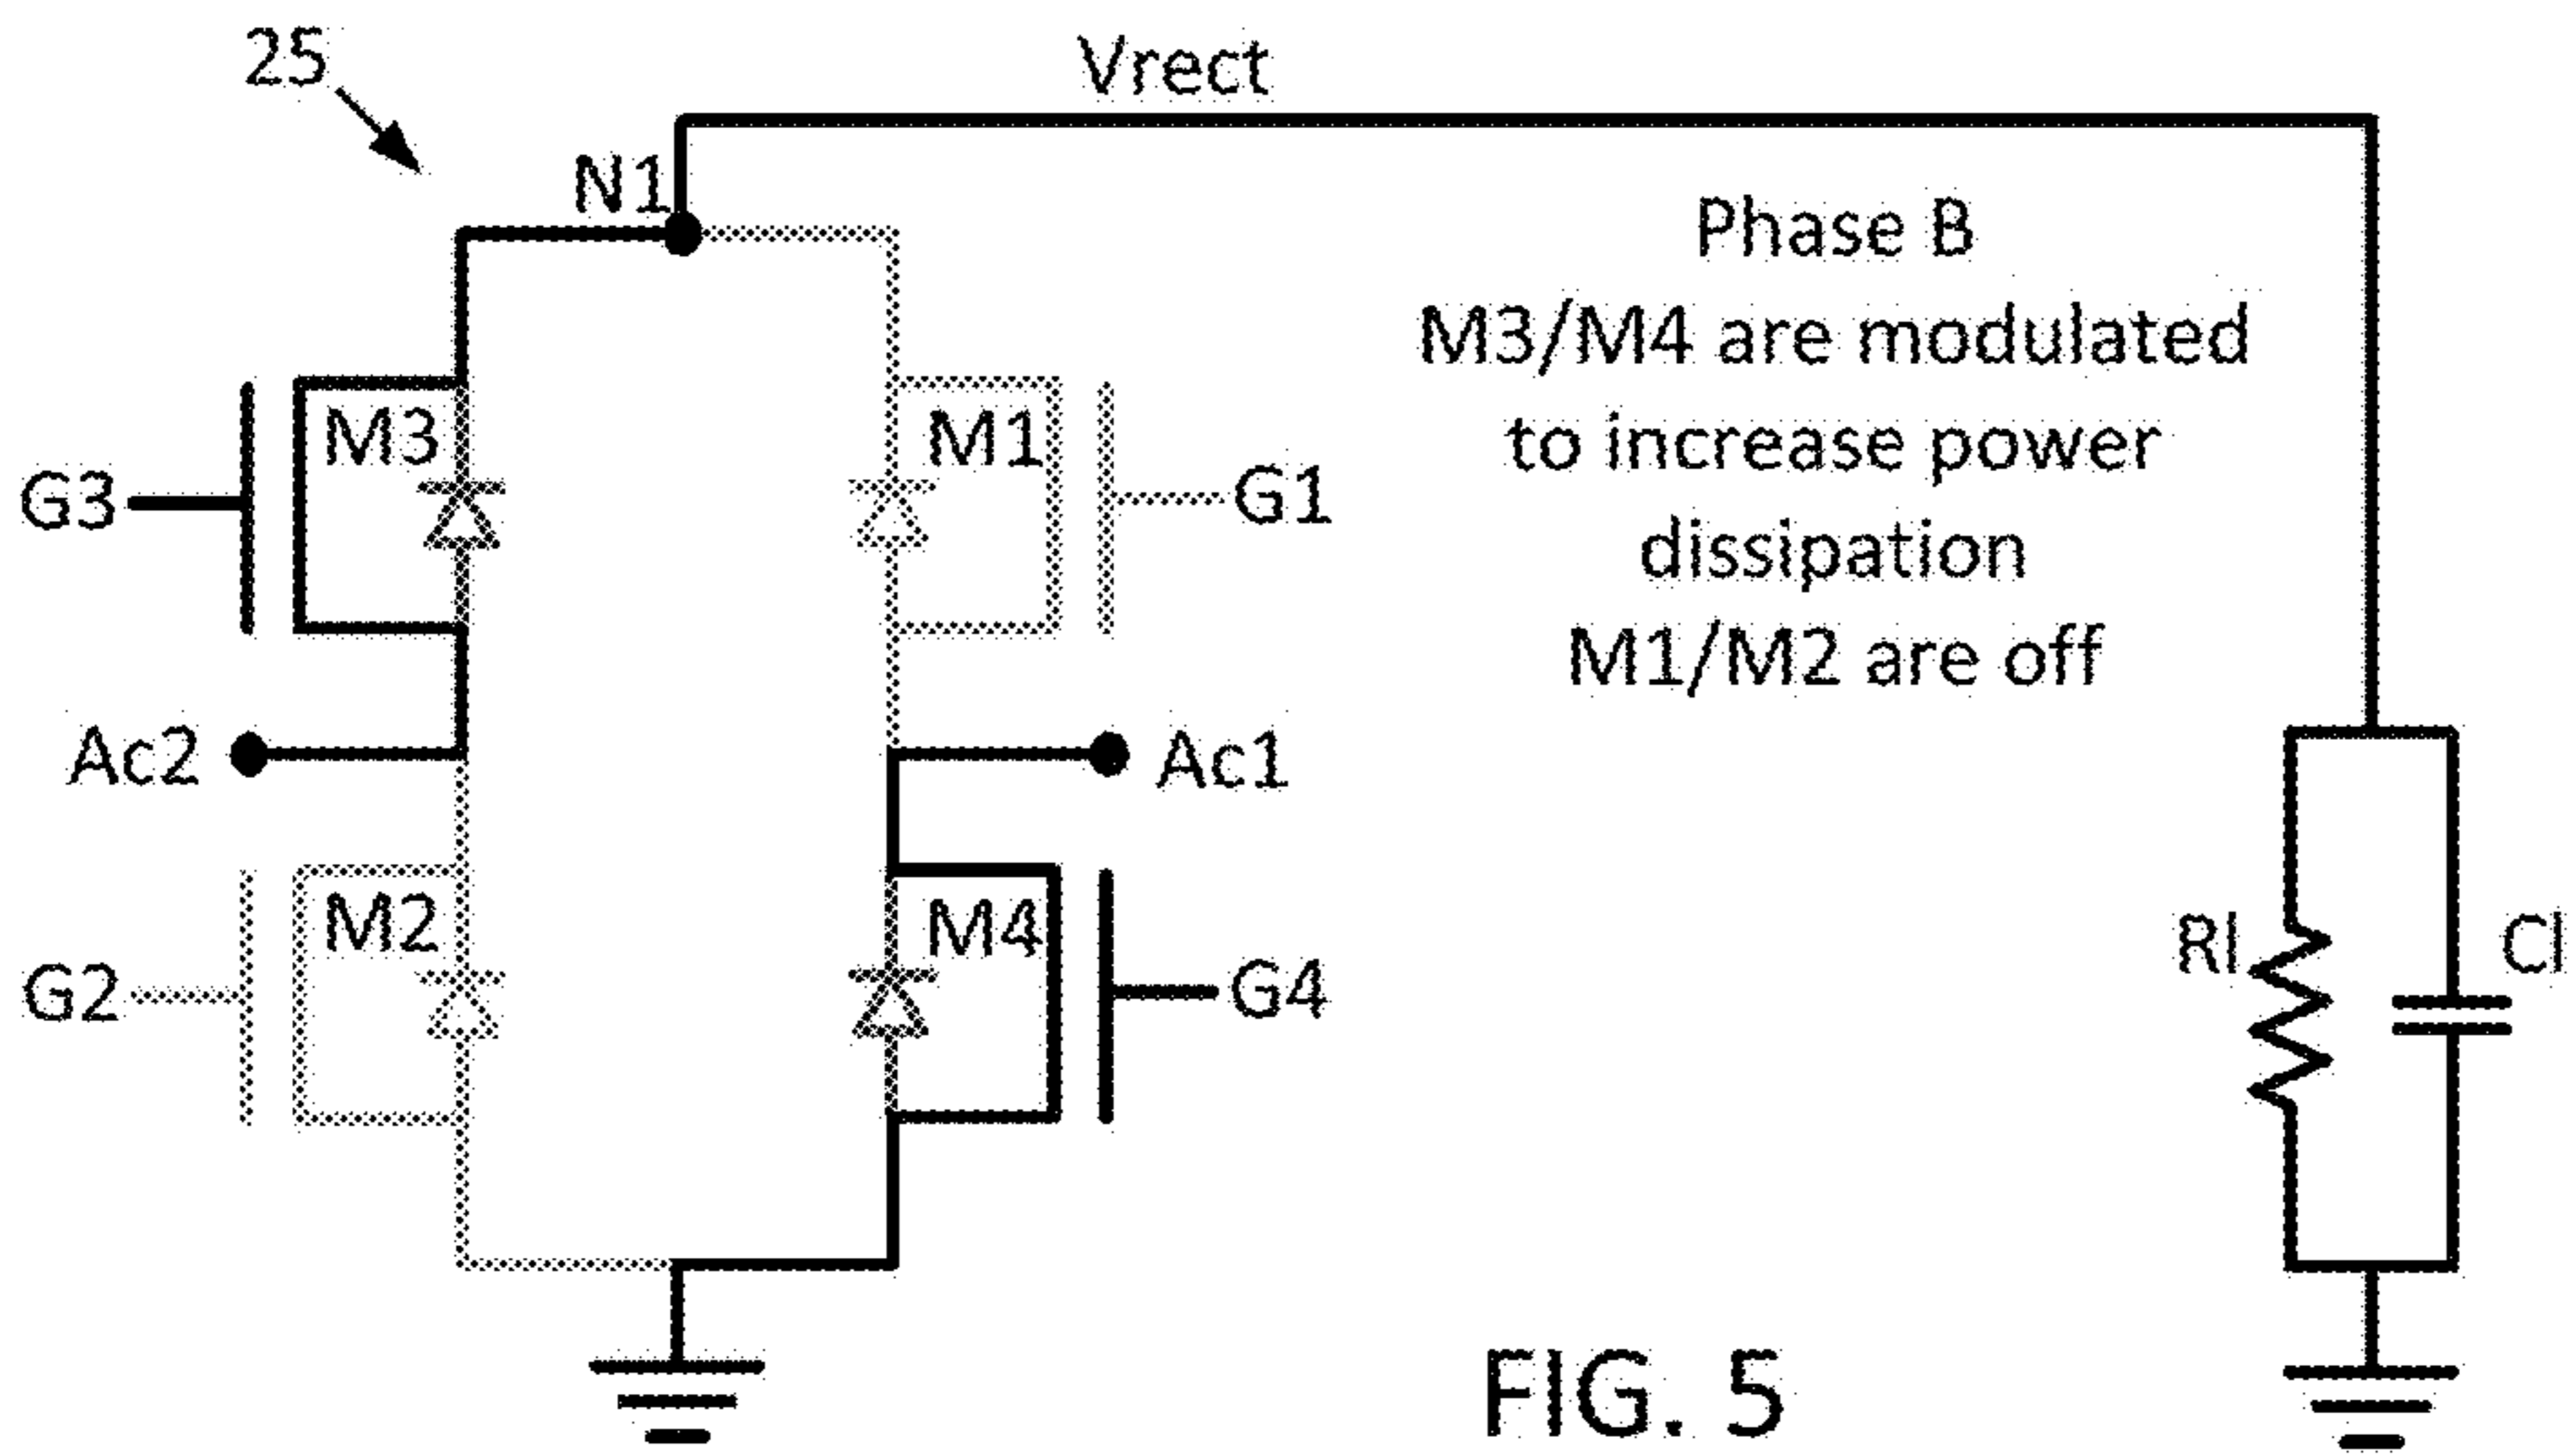 25
Vrect
N1
Phase B
M3/M4 are modulated
to increase power
dissipation
M1/M2 are off
M3
M1
G3
G1
Ac2
Ac1
M2
M4
G2
G4
Rl
Cl
FIG. 5